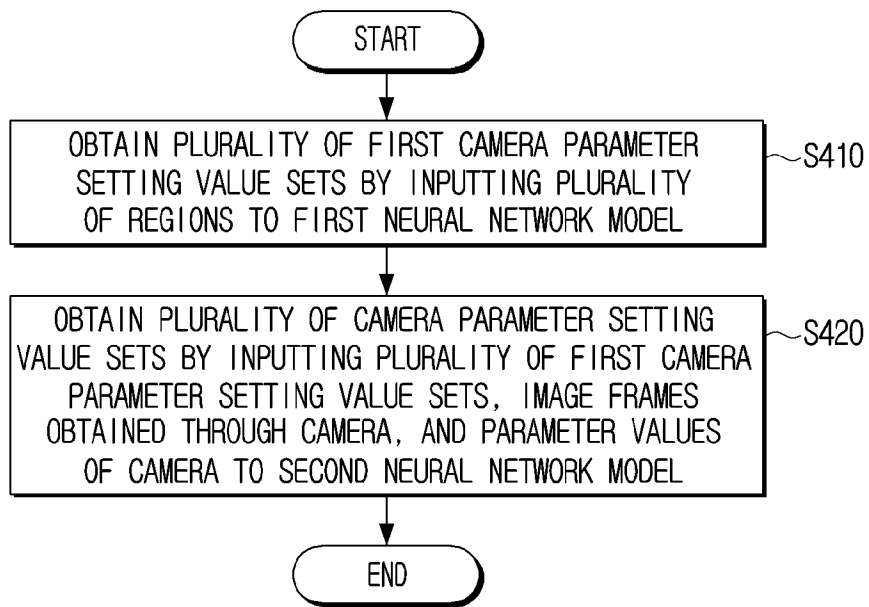 START
OBTAIN PLURALITY OF FIRST CAMERA PARAMETER
SETTING VALUE SETS BY INPUTTING PLURALITY
OF REGIONS TO FIRST NEURAL NETWORK MODEL
S410
OBTAIN PLURALITY OF CAMERA PARAMETER SETTING
VALUE SETS BY INPUTTING PLURALITY OF FIRST CAMERA
PARAMETER SETTING VALUE SETS, IMAGE FRAMES
OBTAINED THROUGH CAMERA, AND PARAMETER VALUES
OF CAMERA TO SECOND NEURAL NETWORK MODEL
S420
END